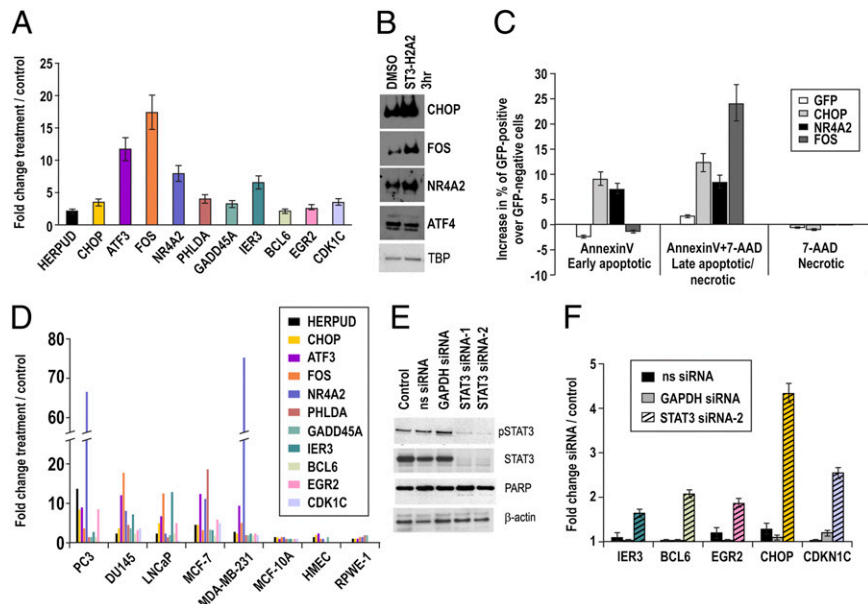 A
Fold change treatment / control
25
20
15
10
5
0
HERPUD
CHOP
ATF3
FOS
NR4A2
PHLDA
GADD45A
IER3
BCL6
EGR2
CDK1C
B
DMSO
ST3-H2A2
3hr
CHOP
FOS
NR4A2
ATF4
TBP
C
Increase in % of GFP-positive
over GFP-negative cells
30
25
20
15
10
5
0
-5
-10
GFP
CHOP
NR4A2
FOS
AnnexinV
Early apoptotic
AnnexinV+7-AAD
Late apoptotic/
necrotic
7-AAD
Necrotic
D
Fold change treatment / control
80
70
60
20
10
0
HERPUD
CHOP
ATF3
FOS
NR4A2
PHLDA
GADD45A
IER3
BCL6
EGR2
CDK1C
PC3
DU145
LNCaP
MCF-7
MDA-MB-231
MCF-10A
HMEC
RPWE-1
E
Control
ns siRNA
GAPDH siRNA
STAT3 siRNA-1
STAT3 siRNA-2
pSTAT3
STAT3
PARP
β-actin
F
Fold change siRNA / control
5
4
3
2
1
ns siRNA
GAPDH siRNA
STAT3 siRNA-2
IER3
BCL6
EGR2
CHOP
CDKN1C